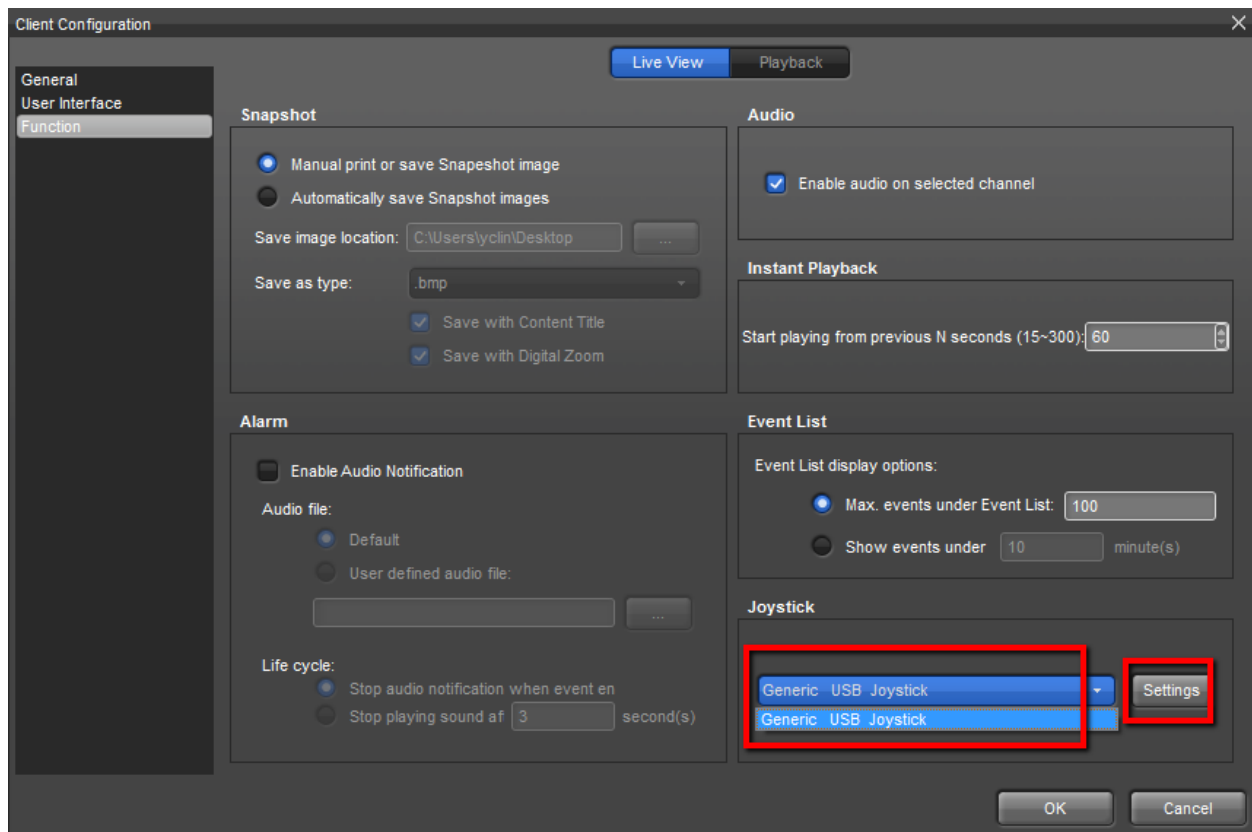 Client Configuration
Live View
Playback
General
User Interface
Function
Snapshot
Manual print or save Snapeshot image
Automatically save Snapshot images
Save image location: C:\Users\yclin\Desktop ...
Save as type: .bmp
Save with Content Title
Save with Digital Zoom
Audio
Enable audio on selected channel
Instant Playback
Start playing from previous N seconds (15~300): 60
Alarm
Enable Audio Notification
Audio file:
Default
User defined audio file:
...
Life cycle:
Stop audio notification when event en
Stop playing sound af 3 second(s)
Event List
Event List display options:
Max. events under Event List: 100
Show events under 10 minute(s)
Joystick
Generic USB Joystick
Settings
Generic USB Joystick
OK
Cancel